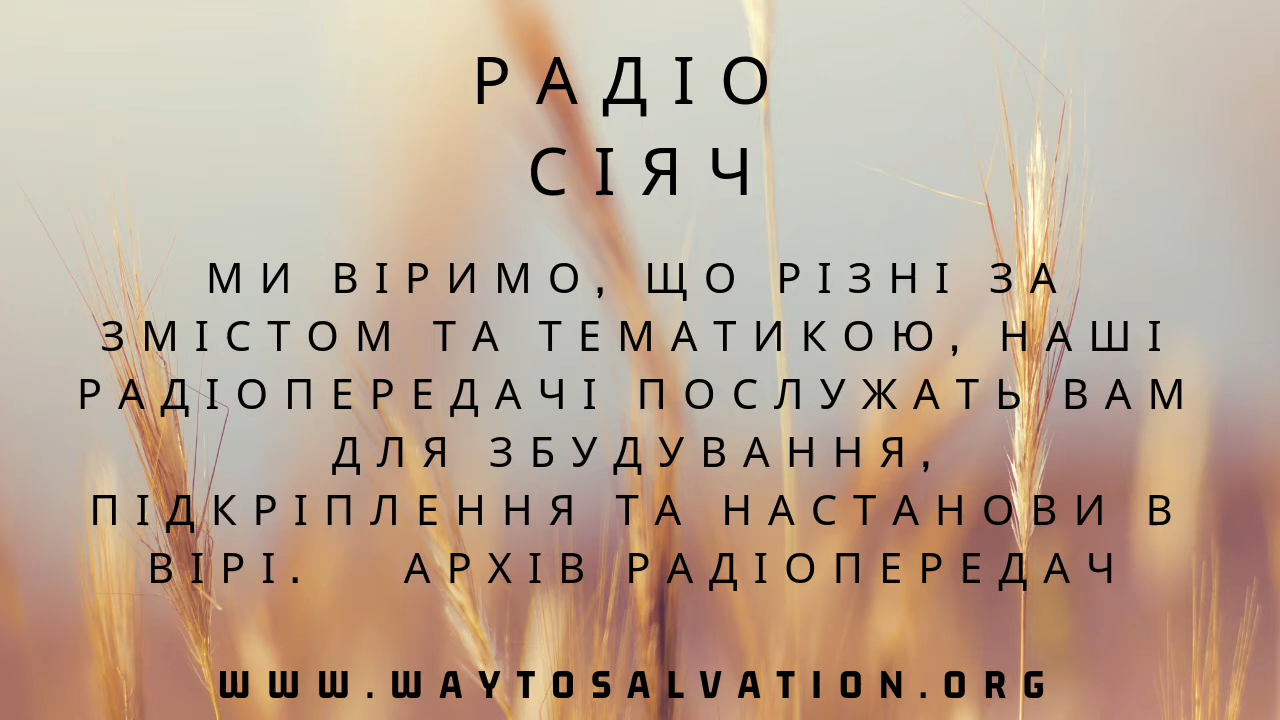 РАДІО
СІЯЧ
МИ ВІРИМО, ЩО РІЗНІ ЗА
ЗМІСТОМ ТА ТЕМАТИКОЮ, НАШІ
РАДІОПЕРЕДАЧІ ПОСЛУЖАТЬ ВАМ
ДЛЯ ЗБУДУВАННЯ,
ПІДКРІПЛЕННЯ ТА НАСТАНОВИ В
ВІРІ. АРХІВ РАДІОПЕРЕДАЧ
WWW.WAYTOSALVATION.ORG